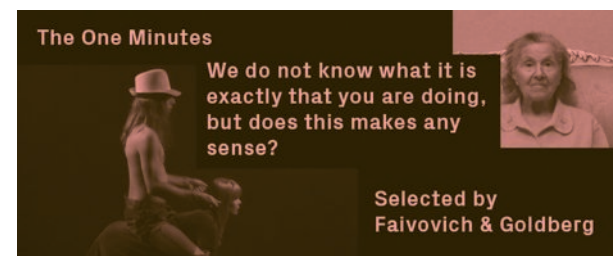 The One Minutes
We do not know what it is
exactly that you are doing,
but does this makes any
sense?
Selected by
Faivovich & Goldberg